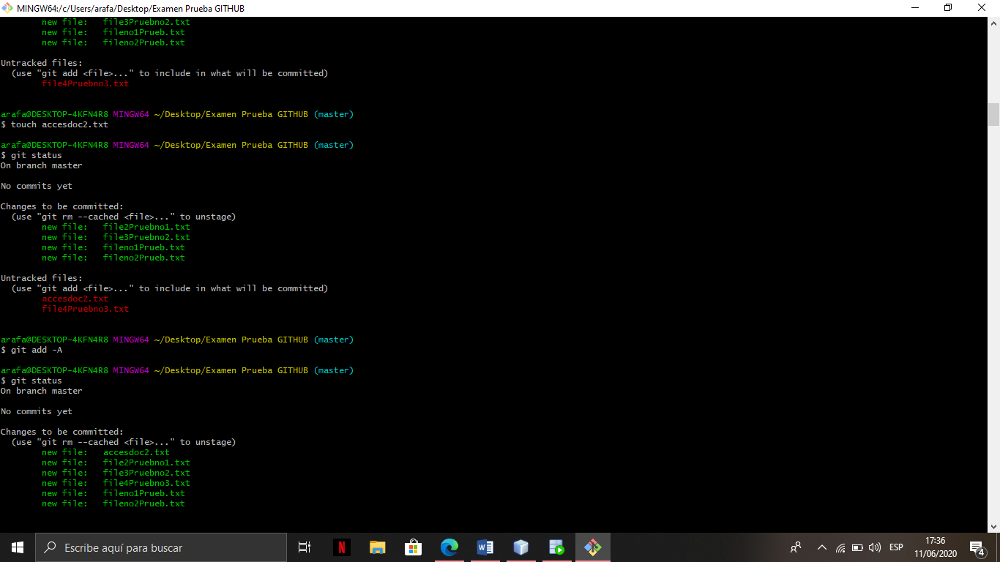 MINGW64:/c/Users/arafa/Desktop/Examen Prueba GITHUB
new file:   file3Pruebno2.txt
new file:   fileno1Prueb.txt
new file:   fileno2Prueb.txt
Untracked files:
(use "git add <file>..." to include in what will be committed)
file4Pruebno3.txt
arafa@DESKTOP-4KFN4R8 MINGW64 ~/Desktop/Examen Prueba GITHUB (master)
$ touch accesdoc2.txt
arafa@DESKTOP-4KFN4R8 MINGW64 ~/Desktop/Examen Prueba GITHUB (master)
$ git status
On branch master
No commits yet
Changes to be committed:
(use "git rm --cached <file>..." to unstage)
new file:   file2Pruebno1.txt
new file:   file3Pruebno2.txt
new file:   fileno1Prueb.txt
new file:   fileno2Prueb.txt
Untracked files:
(use "git add <file>..." to include in what will be committed)
accesdoc2.txt
file4Pruebno3.txt
arafa@DESKTOP-4KFN4R8 MINGW64 ~/Desktop/Examen Prueba GITHUB (master)
$ git add -A
arafa@DESKTOP-4KFN4R8 MINGW64 ~/Desktop/Examen Prueba GITHUB (master)
$ git status
On branch master
No commits yet
Changes to be committed:
(use "git rm --cached <file>..." to unstage)
new file:   accesdoc2.txt
new file:   file2Pruebno1.txt
new file:   file3Pruebno2.txt
new file:   file4Pruebno3.txt
new file:   fileno1Prueb.txt
new file:   fileno2Prueb.txt
Escribe aquí para buscar
N
W
ESP
17:36
11/06/2020
4